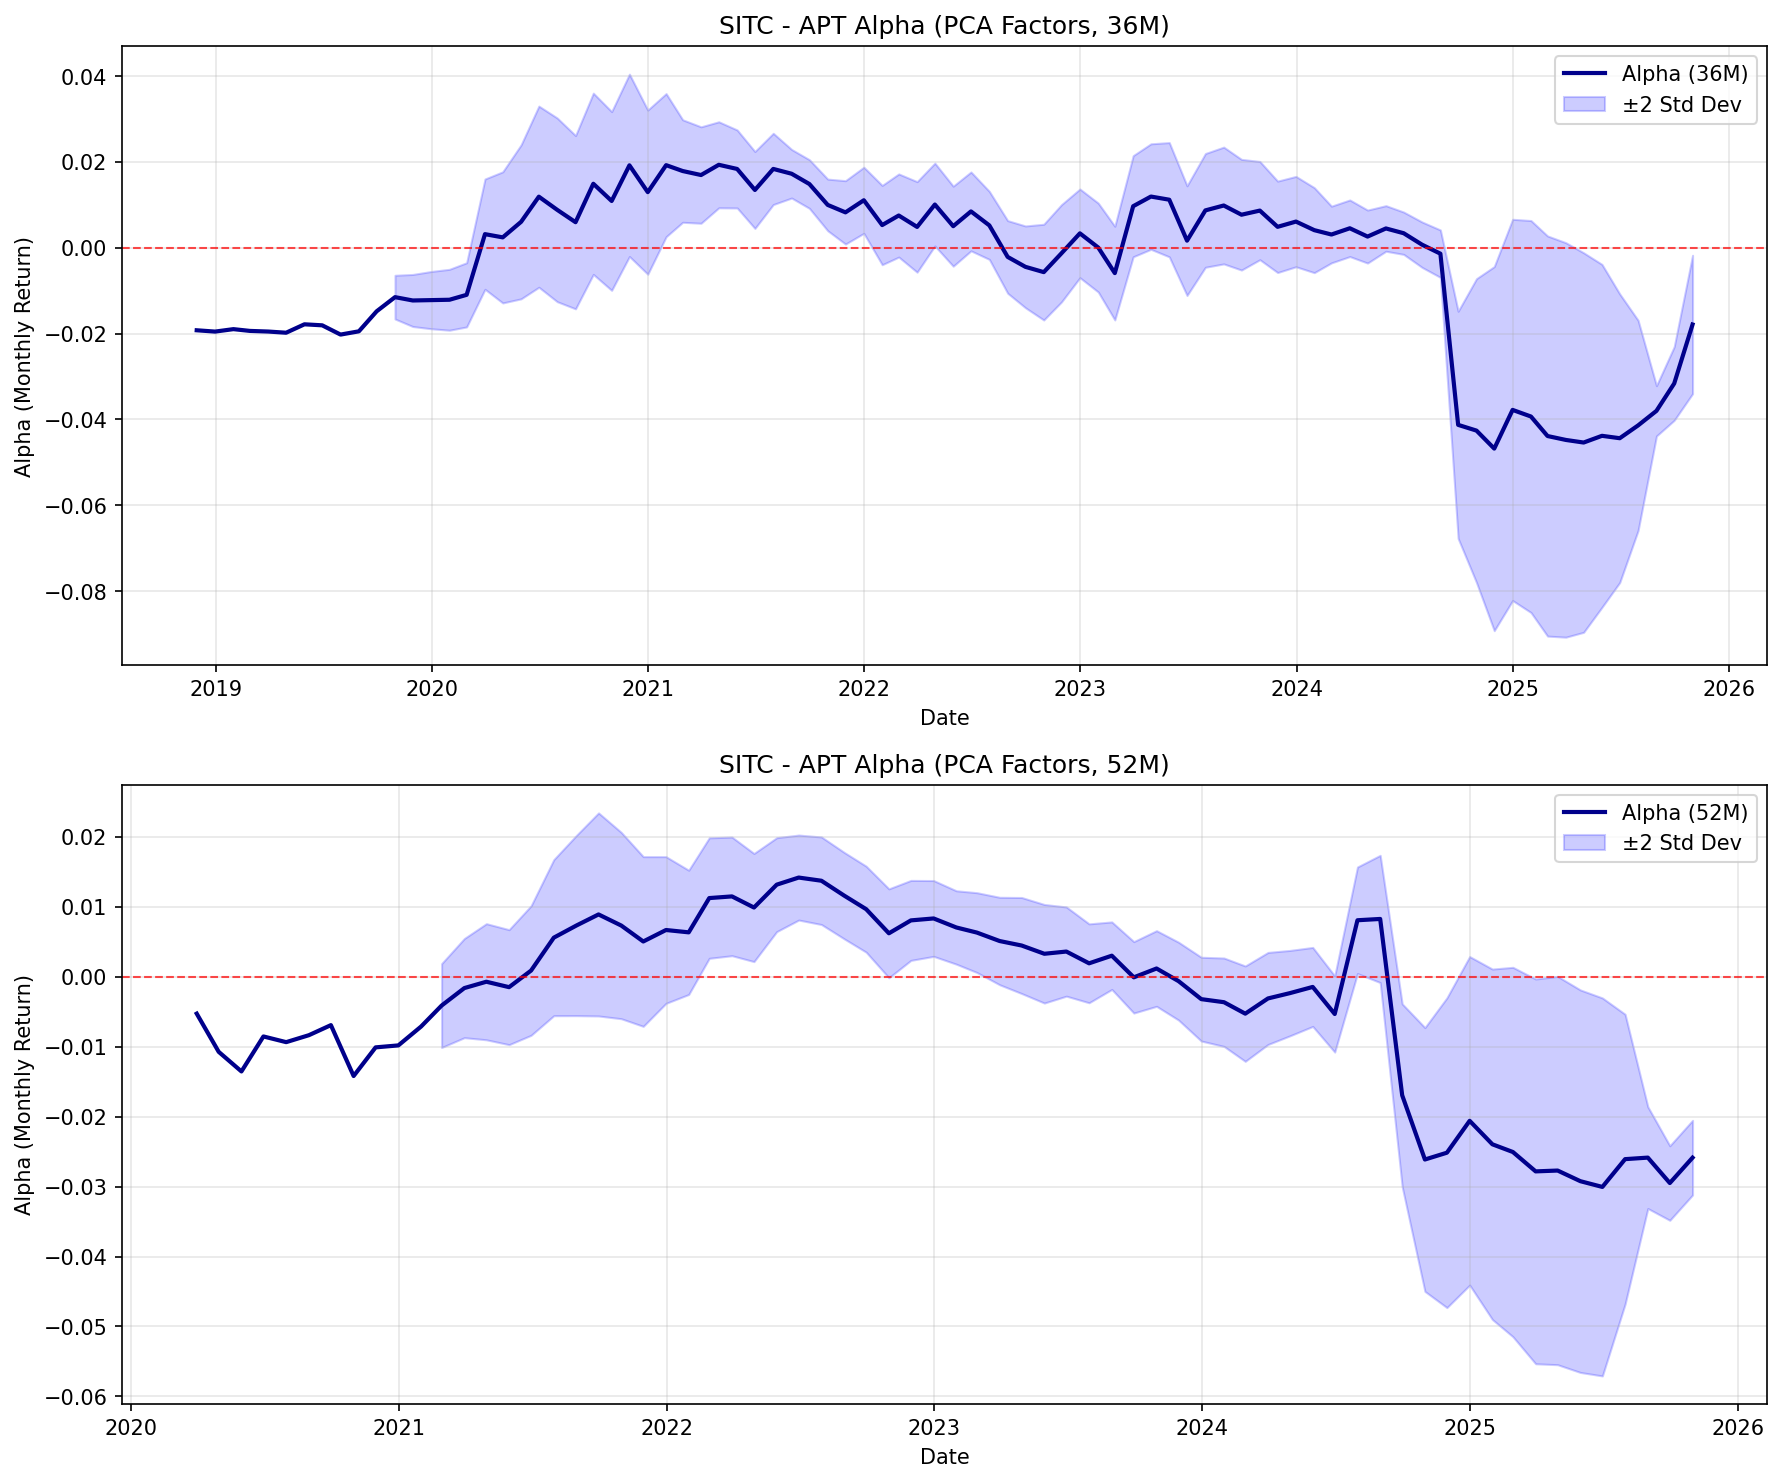 SITC - APT Alpha (PCA Factors, 36M)
Alpha (36M)
±2 Std Dev
Alpha (Monthly Return)
0.04
0.02
0.00
−0.02
−0.04
−0.06
−0.08
2019 2020 2021 2022 2023 2024 2025 2026
Date
SITC - APT Alpha (PCA Factors, 52M)
Alpha (52M)
±2 Std Dev
Alpha (Monthly Return)
0.02
0.01
0.00
−0.01
−0.02
−0.03
−0.04
−0.05
−0.06
2020 2021 2022 2023 2024 2025 2026
Date